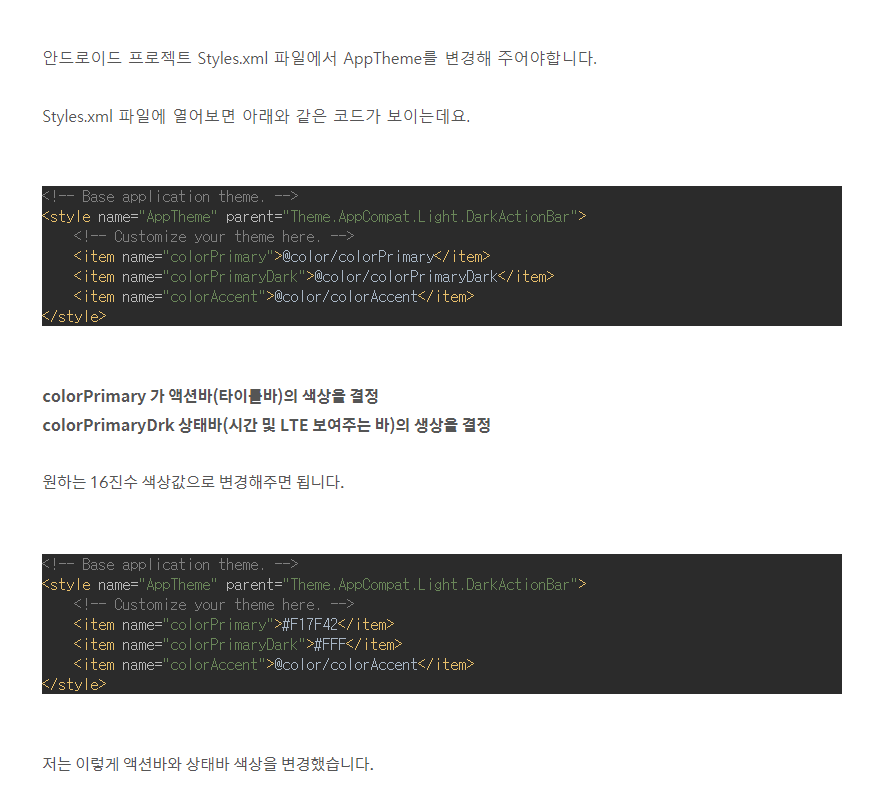 안드로이드 프로젝트 Styles.xml 파일에서 AppTheme를 변경해 주어야합니다.
Styles.xml 파일에 열어보면 아래와 같은 코드가 보이는데요.
<!-- Base application theme. -->
<style name="AppTheme" parent="Theme.AppCompat.Light.DarkActionBar">
<!-- Customize your theme here. -->
<item name="colorPrimary">@color/colorPrimary</item>
<item name="colorPrimaryDark">@color/colorPrimaryDark</item>
<item name="colorAccent">@color/colorAccent</item>
</style>
colorPrimary 가 액션바(타이틀바)의 색상을 결정
colorPrimaryDrk 상태바(시간 및 LTE 보여주는 바)의 생상을 결정
원하는 16진수 색상값으로 변경해주면 됩니다.
<!-- Base application theme. -->
<style name="AppTheme" parent="Theme.AppCompat.Light.DarkActionBar">
<!-- Customize your theme here. -->
<item name="colorPrimary">#F17F42</item>
<item name="colorPrimaryDark">#FFF</item>
<item name="colorAccent">@color/colorAccent</item>
</style>
저는 이렇게 액션바와 상태바 색상을 변경했습니다.